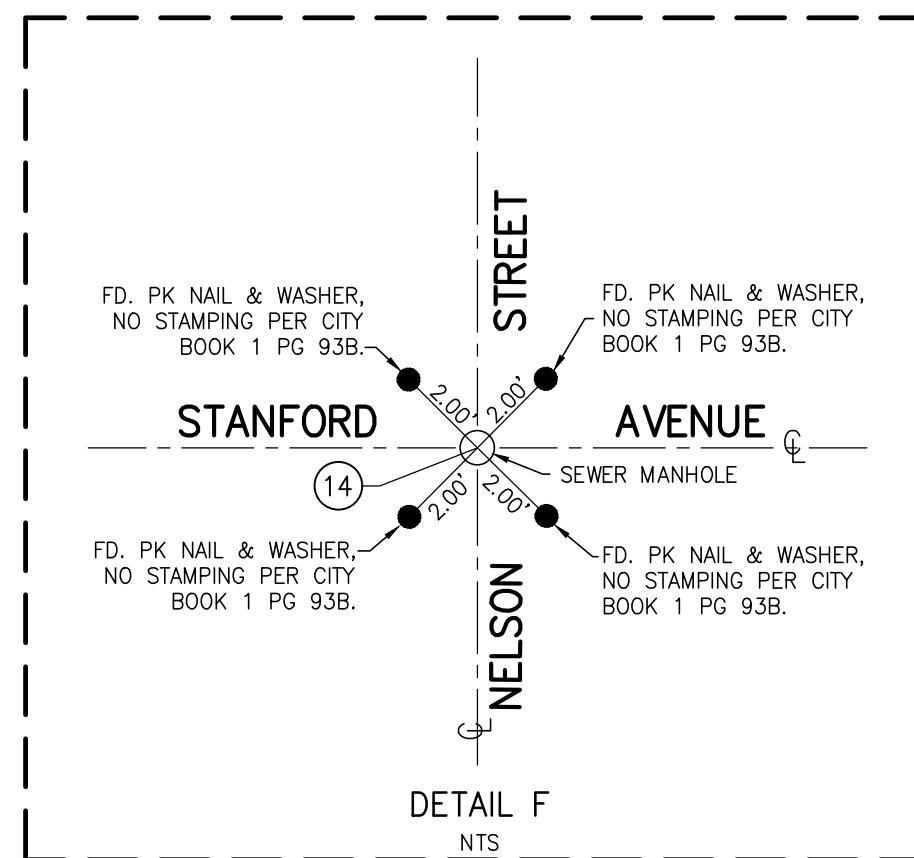 STREET
FD. PK NAIL & WASHER,
NO STAMPING PER CITY
BOOK 1 PG 93B.
FD. PK NAIL & WASHER,
NO STAMPING PER CITY
BOOK 1 PG 93B.
2.00'
2.00'
STANFORD
AVENUE
℄
SEWER MANHOLE
14
2.00'
2.00'
FD. PK NAIL & WASHER,
NO STAMPING PER CITY
BOOK 1 PG 93B.
FD. PK NAIL & WASHER,
NO STAMPING PER CITY
BOOK 1 PG 93B.
NELSON
℄
DETAIL F
NTS